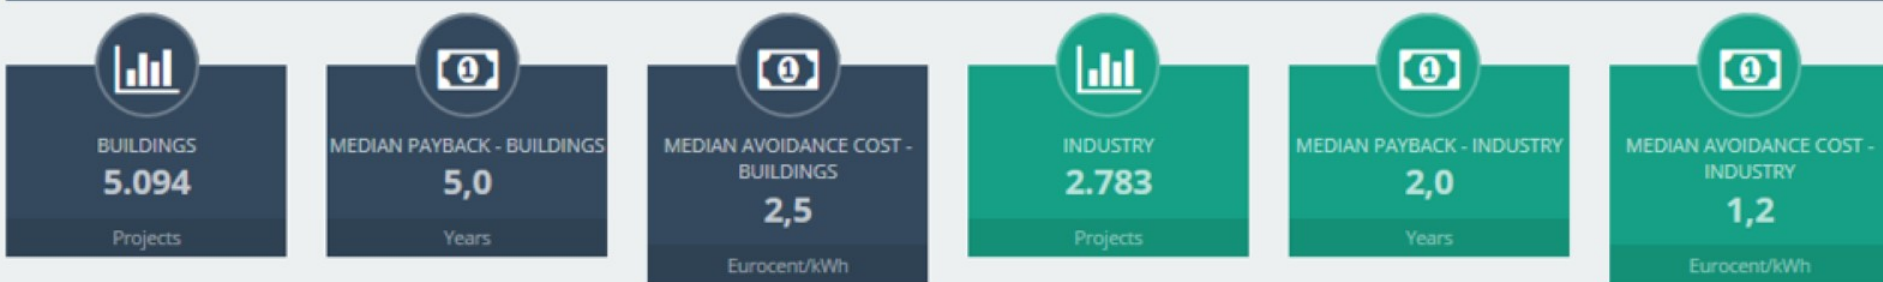 BUILDINGS
5.094
Projects
MEDIAN PAYBACK - BUILDINGS
5,0
Years
MEDIAN AVOIDANCE COST -
BUILDINGS
2,5
Eurocent/kWh
INDUSTRY
2.783
Projects
MEDIAN PAYBACK - INDUSTRY
2,0
Years
MEDIAN AVOIDANCE COST -
INDUSTRY
1,2
Eurocent/kWh